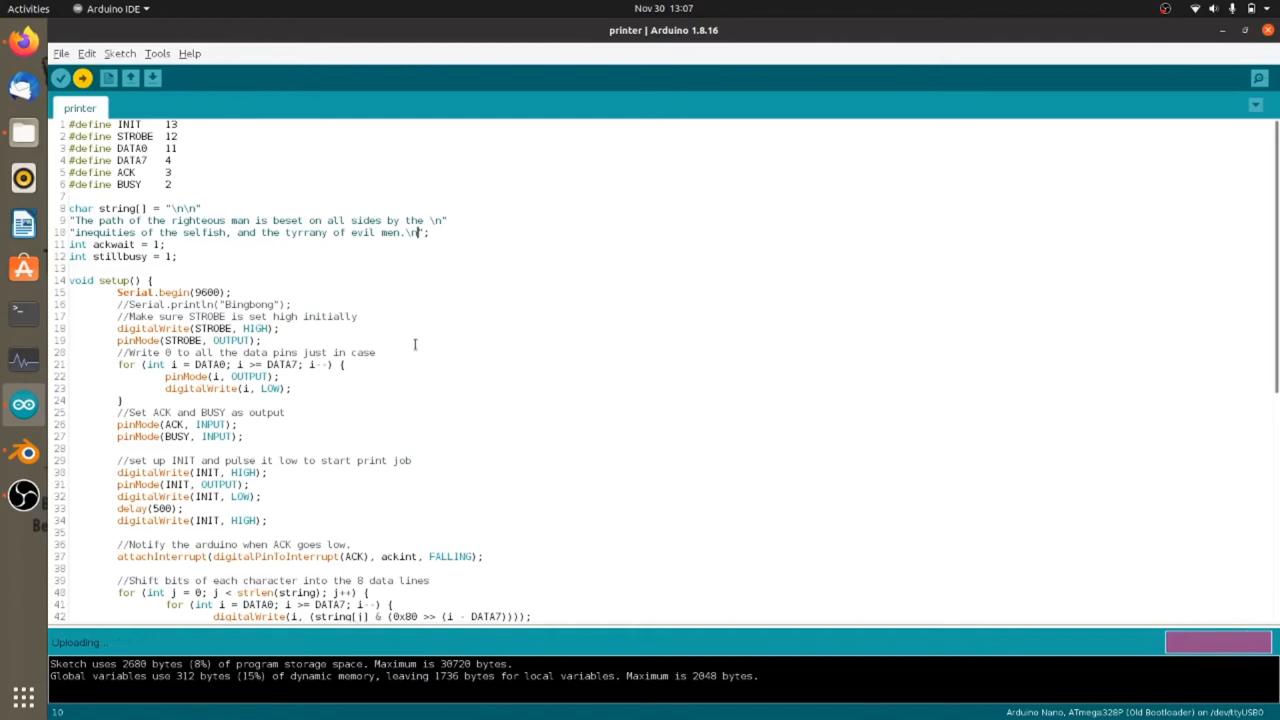 Activities
Arduino IDE
Nov 30 13:07
printer | Arduino 1.8.16
File Edit Sketch Tools Help
printer
1 #define INIT 13
2 #define STROBE 12
3 #define DATA0 11
4 #define DATA7 4
5 #define ACK 3
6 #define BUSY 2
7
8 char string[] = "\n\n"
9 "The path of the righteous man is beset on all sides by the \n"
10 "inequities of the selfish, and the tyrrany of evil men.\n";
11 int ackwait = 1;
12 int stillbusy = 1;
13
14 void setup() {
15 Serial.begin(9600);
16 //Serial.println("Bingbong");
17 //Make sure STROBE is set high initially
18 digitalWrite(STROBE, HIGH);
19 pinMode(STROBE, OUTPUT);
20 //Write 0 to all the data pins just in case
21 for (int i = DATA0; i >= DATA7; i--) {
22 pinMode(i, OUTPUT);
23 digitalWrite(i, LOW);
24 }
25 //Set ACK and BUSY as output
26 pinMode(ACK, INPUT);
27 pinMode(BUSY, INPUT);
28
29 //set up INIT and pulse it low to start print job
30 digitalWrite(INIT, HIGH);
31 pinMode(INIT, OUTPUT);
32 digitalWrite(INIT, LOW);
33 delay(500);
34 digitalWrite(INIT, HIGH);
35
36 //Notify the arduino when ACK goes low.
37 attachInterrupt(digitalPinToInterrupt(ACK), ackint, FALLING);
38
39 //Shift bits of each character into the 8 data lines
40 for (int j = 0; j < strlen(string); j++) {
41 for (int i = DATA0; i >= DATA7; i--) {
42 digitalWrite(i, (string[j] & (0x80 >> (i - DATA7))));
Uploading...
Sketch uses 2680 bytes (8%) of program storage space. Maximum is 30720 bytes.
Global variables use 312 bytes (15%) of dynamic memory, leaving 1736 bytes for local variables. Maximum is 2048 bytes.
10
Arduino Nano, ATmega328P (Old Bootloader) on /dev/ttyUSB0